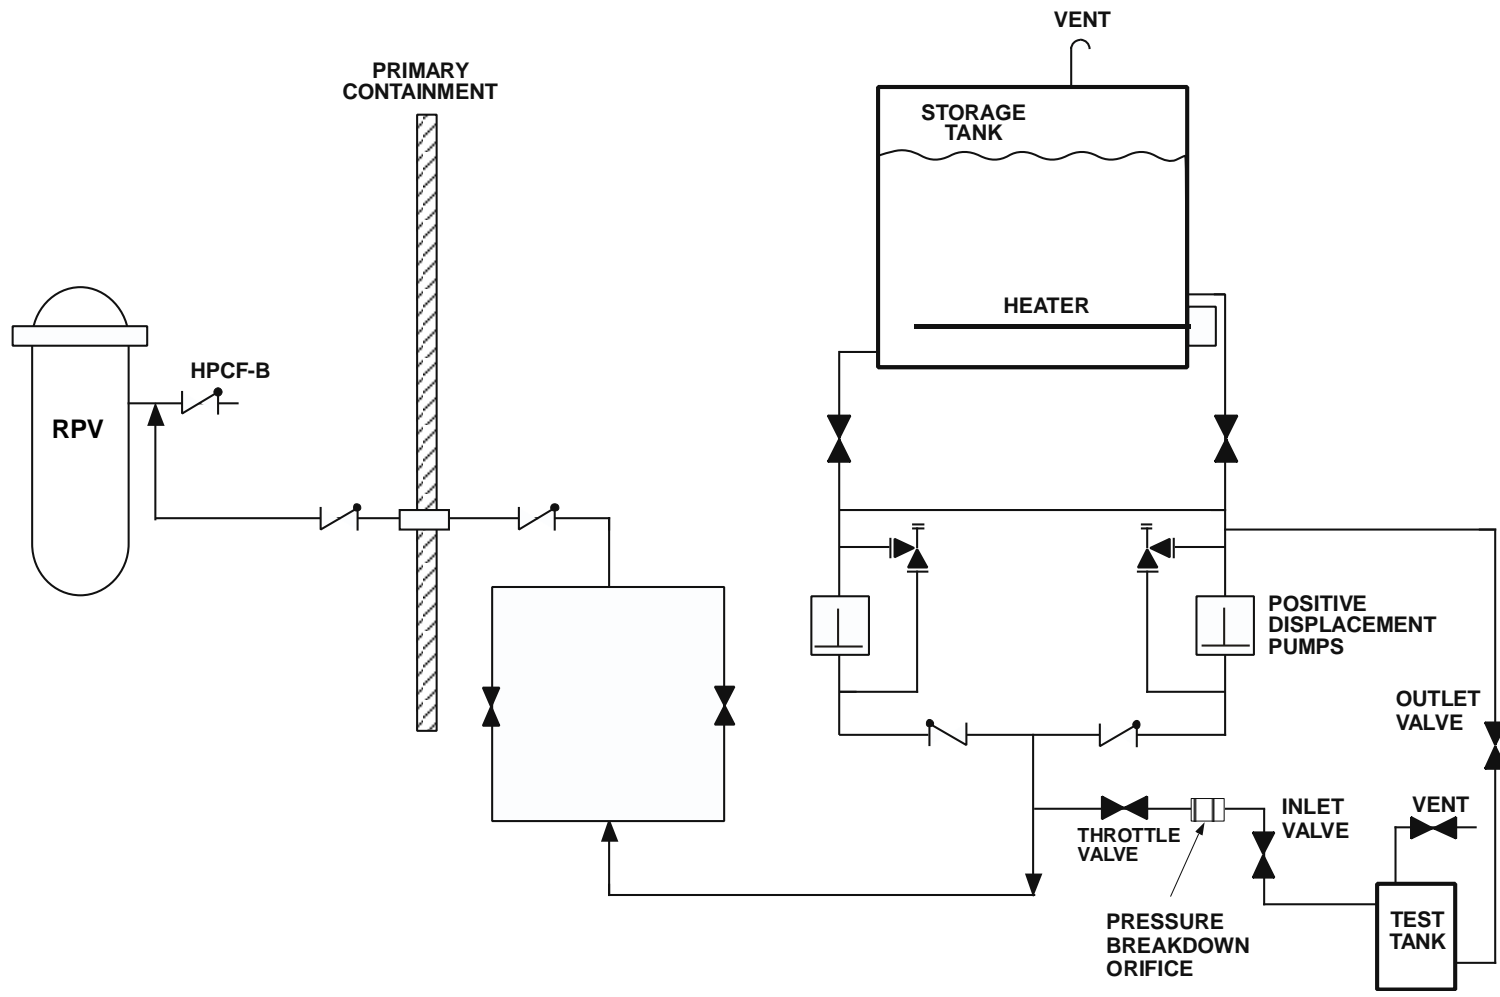 VENT
PRIMARY
CONTAINMENT
STORAGE
TANK
HEATER
HPCF-B
RPV
POSITIVE
DISPLACEMENT
PUMPS
OUTLET
VALVE
INLET
VALVE
VENT
THROTTLE
VALVE
PRESSURE
BREAKDOWN
ORIFICE
TEST
TANK